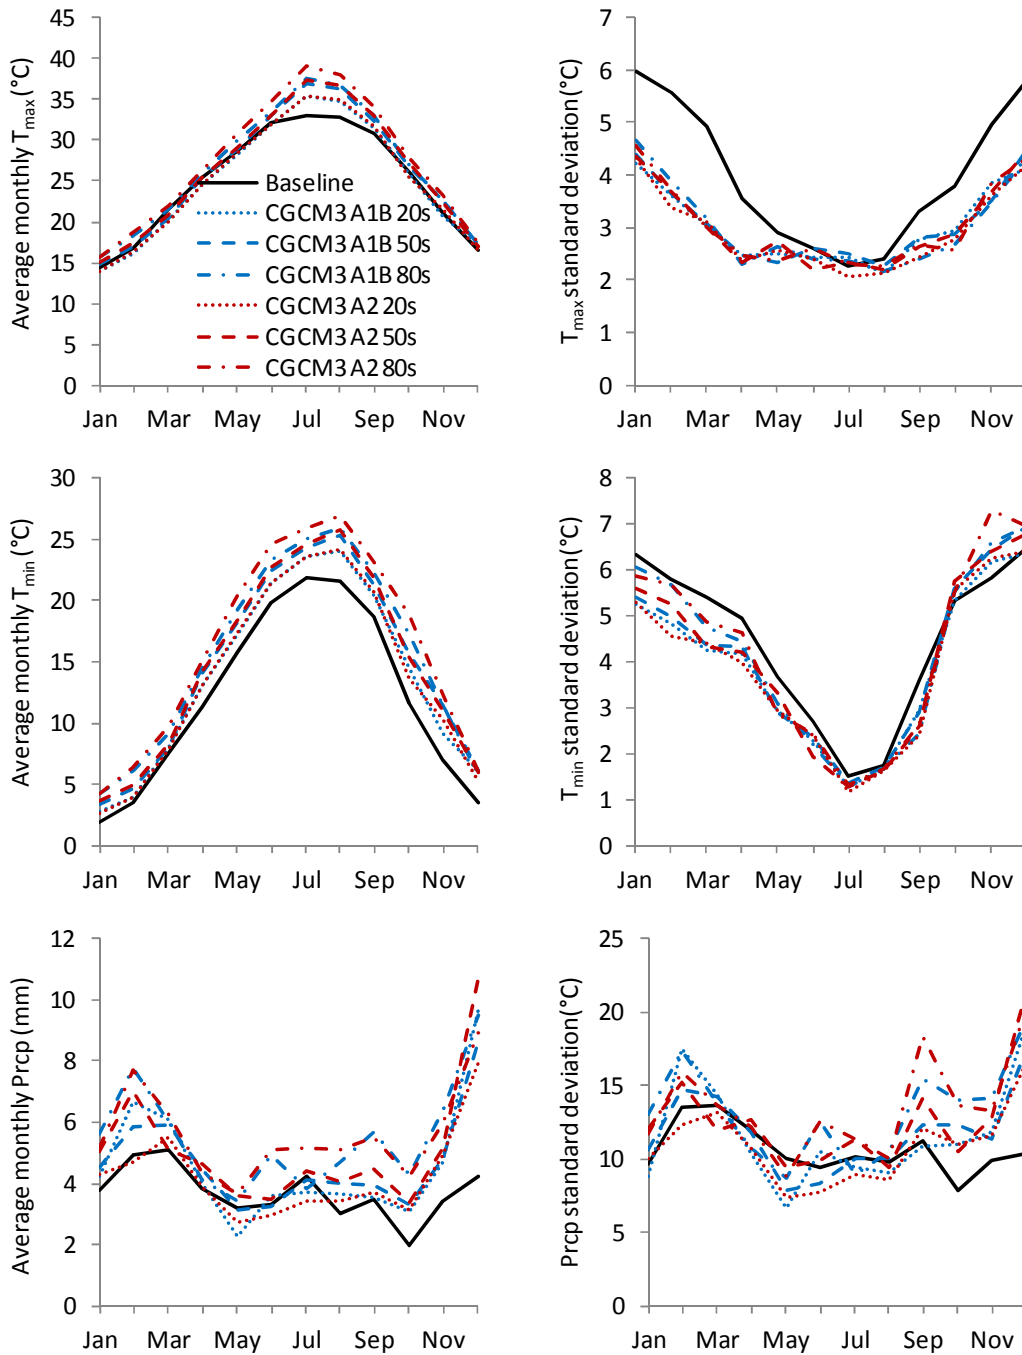 Average monthly Tmax (°C)
45
40
35
30
25
20
15
10
5
0
Jan Mar May Jul Sep Nov
Baseline
CGCM3 A1B 20s
CGCM3 A1B 50s
CGCM3 A1B 80s
CGCM3 A2 20s
CGCM3 A2 50s
CGCM3 A2 80s
Tmax standard deviation (°C)
7
6
5
4
3
2
1
0
Jan Mar May Jul Sep Nov
Average monthly Tmin (°C)
30
25
20
15
10
5
0
Jan Mar May Jul Sep Nov
Tmin standard deviation (°C)
8
7
6
5
4
3
2
1
0
Jan Mar May Jul Sep Nov
Average monthly Prcp (mm)
12
10
8
6
4
2
0
Jan Mar May Jul Sep Nov
Prcp standard deviation (°C)
25
20
15
10
5
0
Jan Mar May Jul Sep Nov